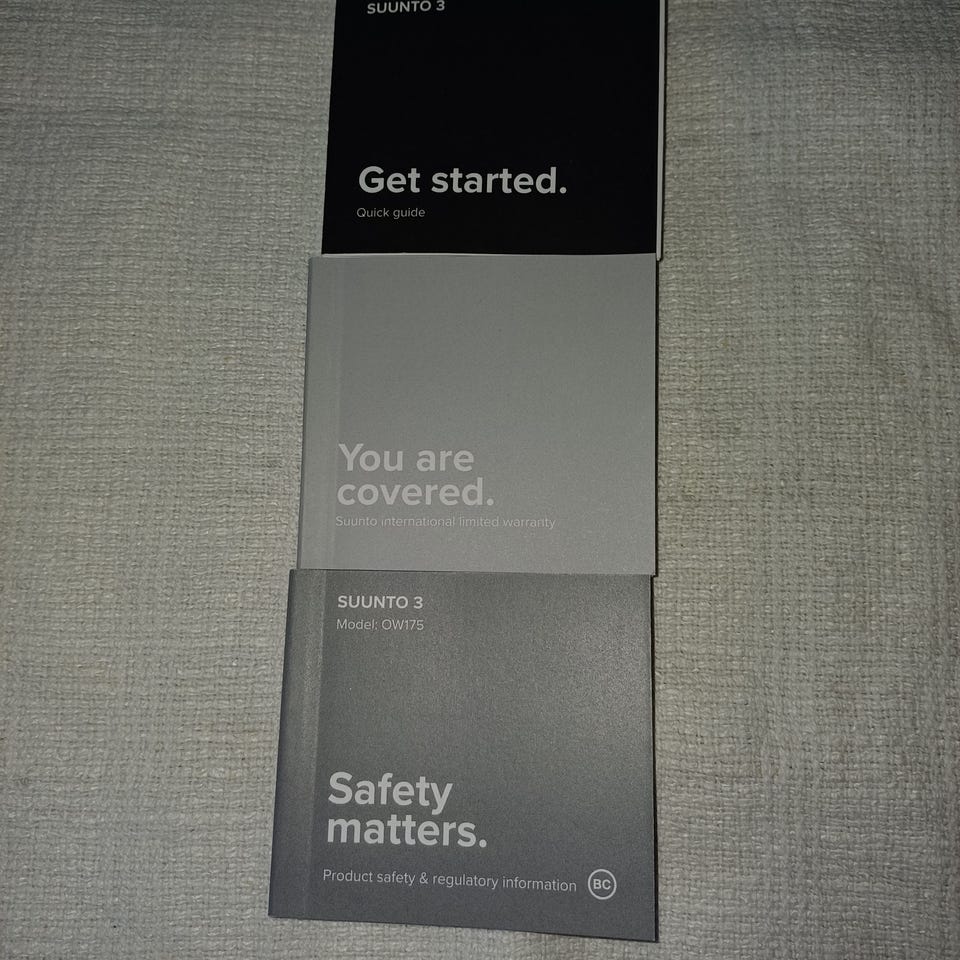 SUUNTO 3
Get started.
Quick guide
You are
covered.
Suunto international limited warranty
SUUNTO 3
Model: OW175
Safety
matters.
Product safety & regulatory information BC